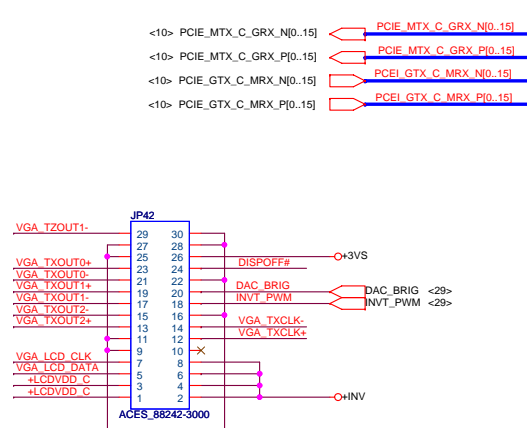 <10> PCIE_MTX_C_GRX_N[0..15] PCIE_MTX_C_GRX_N[0..15]
<10> PCIE_MTX_C_GRX_P[0..15] PCIE_MTX_C_GRX_P[0..15]
<10> PCIE_GTX_C_MRX_N[0..15] PCEI_GTX_C_MRX_N[0..15]
<10> PCIE_GTX_C_MRX_P[0..15] PCEI_GTX_C_MRX_P[0..15]
JP42
VGA_TZOUT1- 29 30
27 28
25 26 +3VS
VGA_TXOUT0+ 23 24 DISPOFF#
VGA_TXOUT0- 21 22
VGA_TXOUT1+ 19 20 DAC_BRIG DAC_BRIG <29>
VGA_TXOUT1- 17 18 INVT_PWM INVT_PWM <29>
VGA_TXOUT2- 15 16
VGA_TXOUT2+ 13 14 VGA_TXCLK-
11 12 VGA_TXCLK+
9 10
VGA_LCD_CLK 7 8
VGA_LCD_DATA 5 6
+LCDVDD_C 3 4
+LCDVDD_C 1 2 +INV
ACES_88242-3000